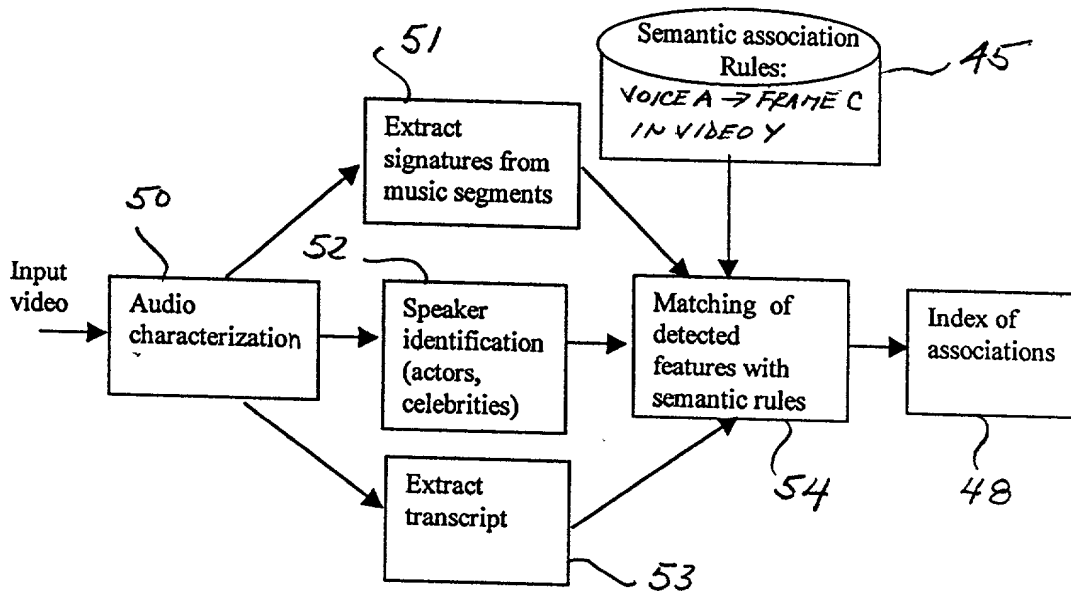 51
Semantic association
Rules:
VOICE A → FRAME C
IN VIDEO Y
45
Extract
signatures from
music segments
50
52
Input
video
Audio
characterization
Speaker
identification
(actors,
celebrities)
Matching of
detected
features with
semantic rules
Index of
associations
54
48
Extract
transcript
53